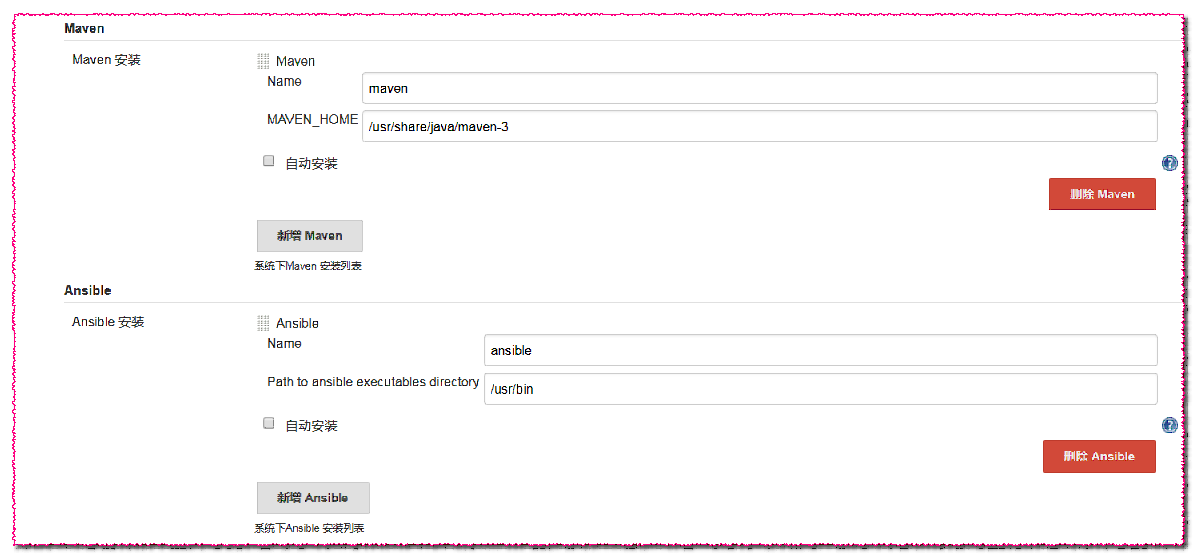 Maven
Maven 安装
Maven
Name
maven
MAVEN_HOME
/usr/share/java/maven-3
自动安装
删除 Maven
新增 Maven
系统下Maven 安装列表
Ansible
Ansible 安装
Ansible
Name
ansible
Path to ansible executables directory
/usr/bin
自动安装
删除 Ansible
新增 Ansible
系统下Ansible 安装列表